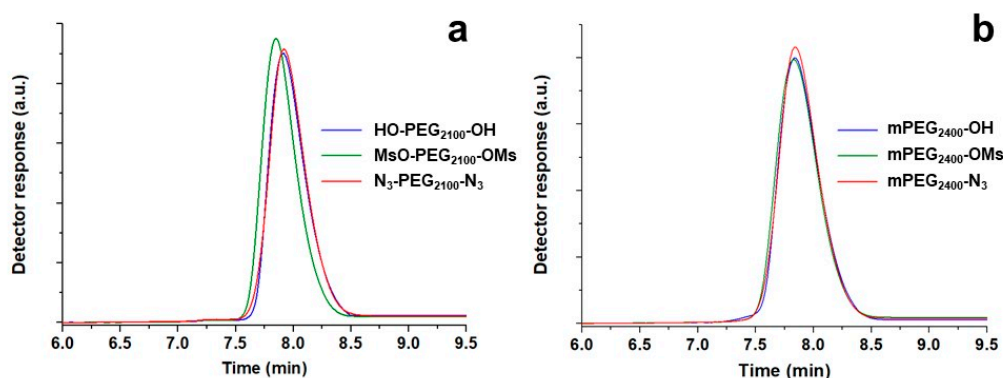 a
Detector response (a.u.)
HO-PEG₂₁₀₀-OH
MsO-PEG₂₁₀₀-OMs
N₃-PEG₂₁₀₀-N₃
6.0 6.5 7.0 7.5 8.0 8.5 9.0 9.5
Time (min)
b
Detector response (a.u.)
mPEG₂₄₀₀-OH
mPEG₂₄₀₀-OMs
mPEG₂₄₀₀-N₃
6.0 6.5 7.0 7.5 8.0 8.5 9.0 9.5
Time (min)